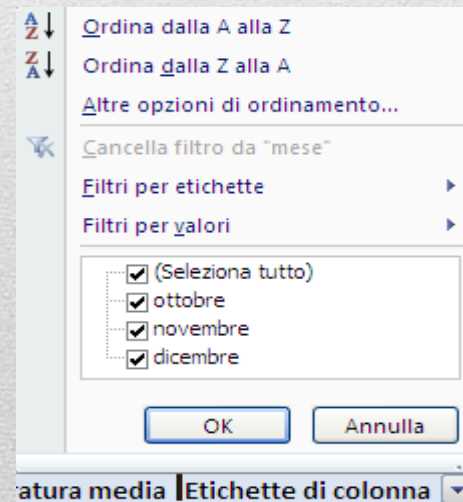 Ordina dalla A alla Z
Ordina dalla Z alla A
Altre opzioni di ordinamento...
Cancella filtro da "mese"
Filtri per etichette
Filtri per valori
(Seleziona tutto)
ottobre
novembre
dicembre
OK Annulla
ratura media Etichette di colonna